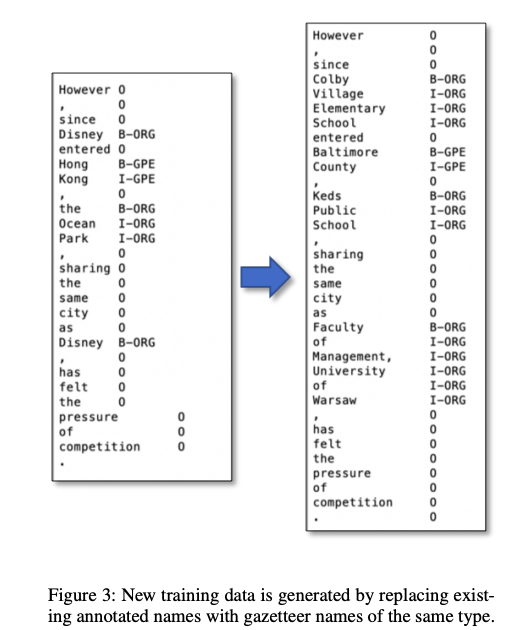 However O
, O
since O
Disney B-ORG
entered O
Hong B-GPE
Kong I-GPE
, O
the B-ORG
Ocean I-ORG
Park I-ORG
, O
sharing O
the O
same O
city O
as O
Disney B-ORG
, O
has O
felt O
the O
pressure O
of O
competition O
.
However O
, O
since O
Colby B-ORG
Village I-ORG
Elementary I-ORG
School I-ORG
entered O
Baltimore B-GPE
County I-GPE
, O
Keds B-ORG
Public I-ORG
School I-ORG
, O
sharing O
the O
same O
city O
as O
Faculty B-ORG
of I-ORG
Management, I-ORG
University I-ORG
of I-ORG
Warsaw I-ORG
, O
has O
felt O
the O
pressure O
of O
competition O
. O
Figure 3: New training data is generated by replacing exist-
ing annotated names with gazetteer names of the same type.